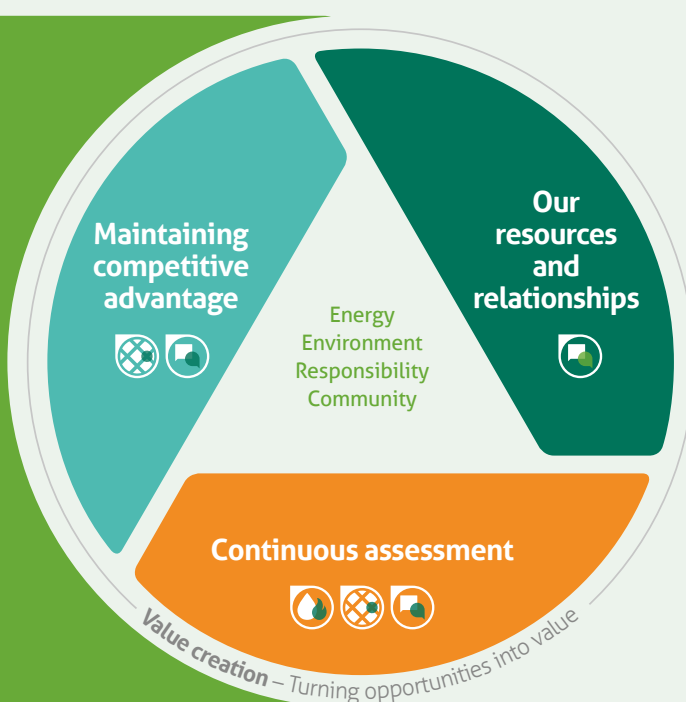 Maintaining
competitive
advantage
Our
resources
and
relationships
Energy
Environment
Responsibility
Community
Continuous assessment
Value creation – Turning opportunities into value